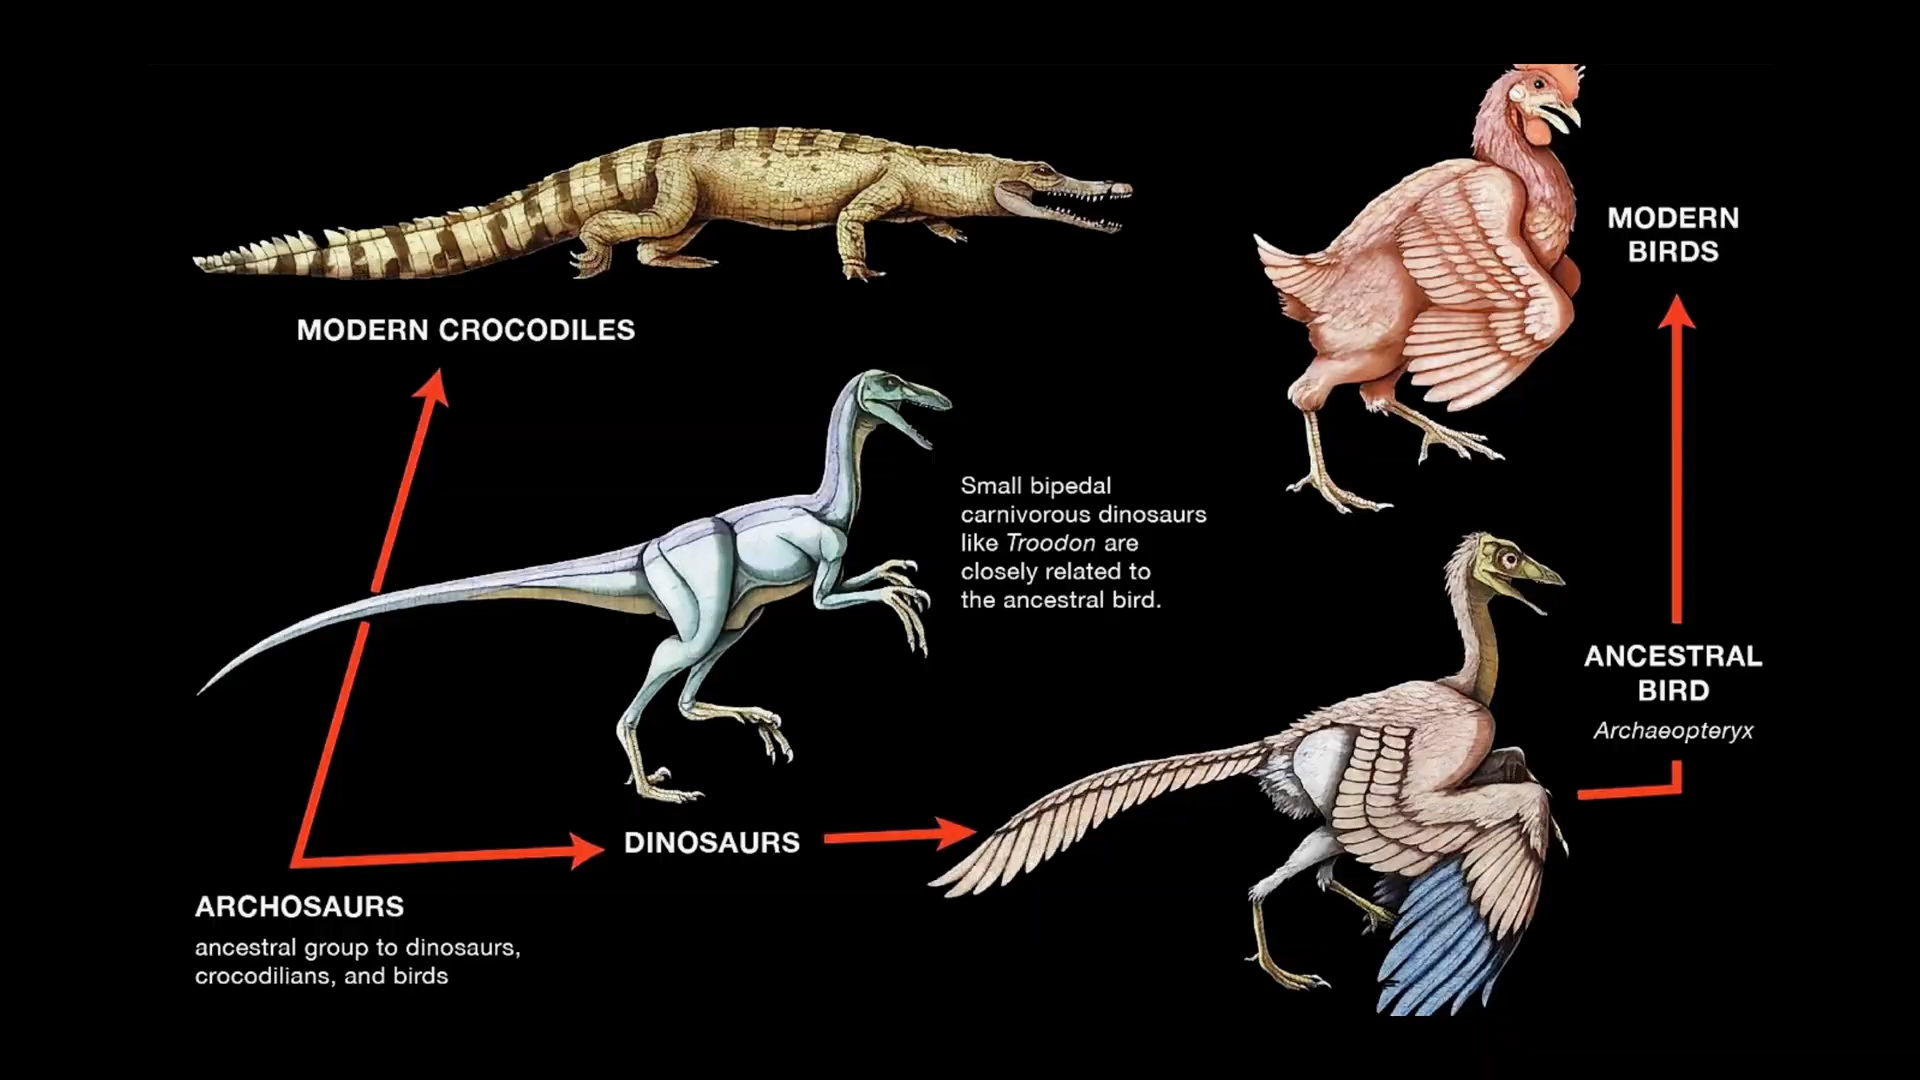 MODERN CROCODILES
MODERN
BIRDS
Small bipedal
carnivorous dinosaurs
like Troodon are
closely related to
the ancestral bird.
ANCESTRAL
BIRD
Archaeopteryx
DINOSAURS
ARCHOSAURS
ancestral group to dinosaurs,
crocodilians, and birds